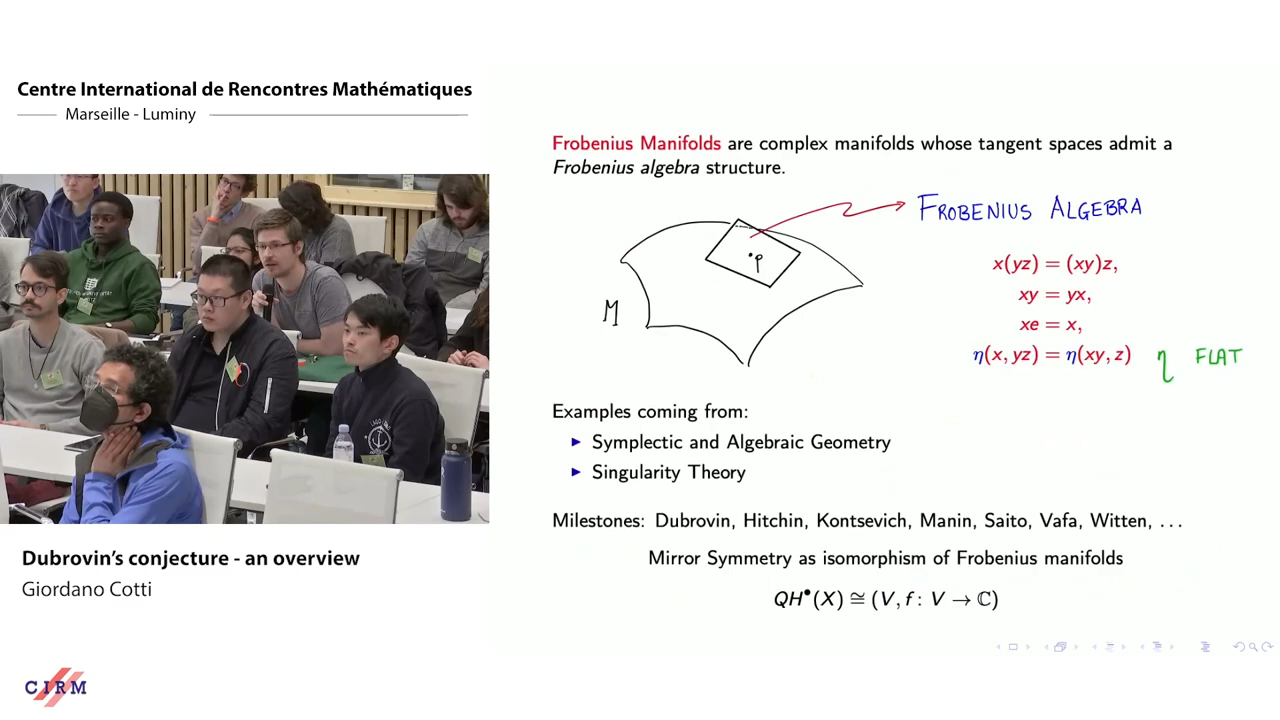 Centre International de Rencontres Mathématiques
Marseille - Luminy
Dubrovin's conjecture - an overview
Giordano Cotti
CIRM
Frobenius Manifolds are complex manifolds whose tangent spaces admit a
Frobenius algebra structure.
FROBENIUS ALGEBRA
M
p
x(yz) = (xy)z,
xy = yx,
xe = x,
η(x, yz) = η(xy, z) η FLAT
Examples coming from:
▸ Symplectic and Algebraic Geometry
▸ Singularity Theory
Milestones: Dubrovin, Hitchin, Kontsevich, Manin, Saito, Vafa, Witten, ...
Mirror Symmetry as isomorphism of Frobenius manifolds
QH•(X) ≅ (V, f: V → ℂ)